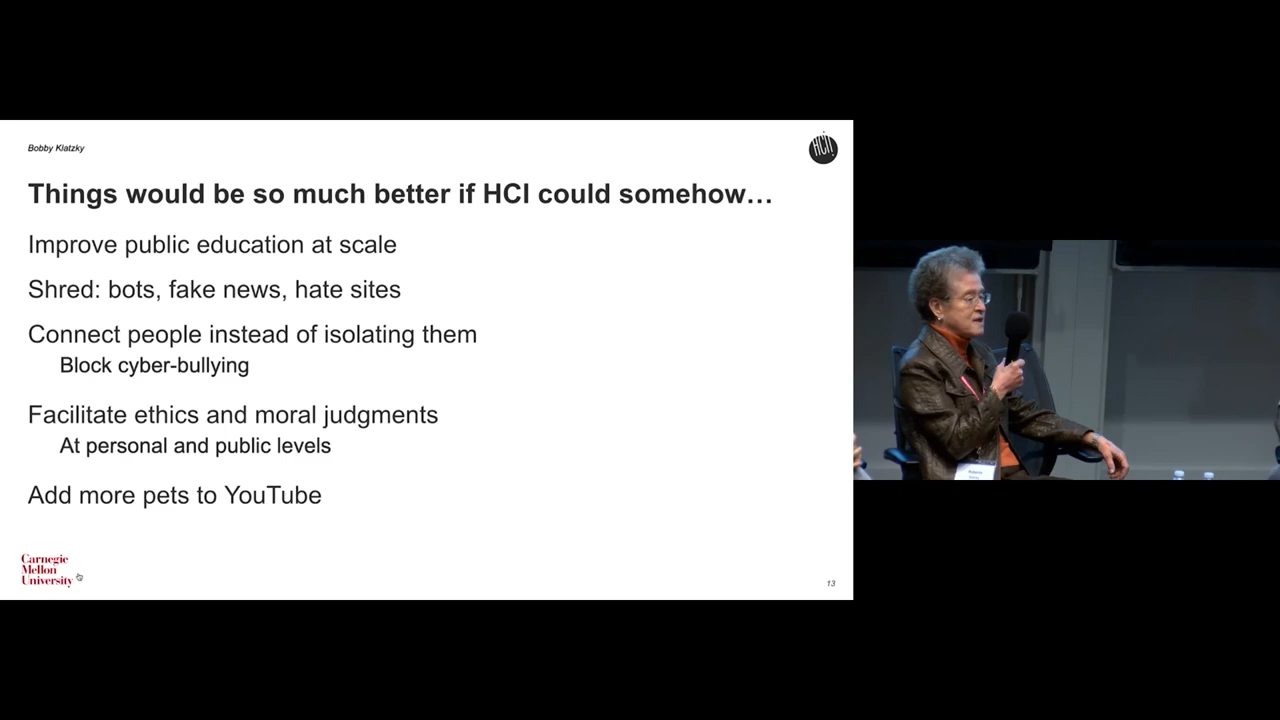 Bobby Klatzky
HCII
Things would be so much better if HCI could somehow…
Improve public education at scale
Shred: bots, fake news, hate sites
Connect people instead of isolating them
Block cyber-bullying
Facilitate ethics and moral judgments
At personal and public levels
Add more pets to YouTube
Carnegie
Mellon
University
13
Roberta